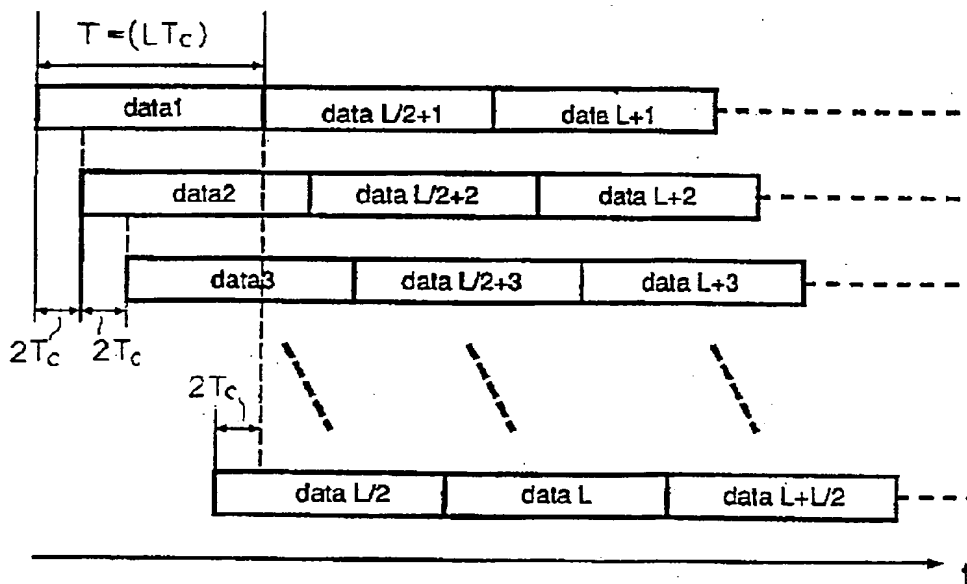 T=(LTc)
data1 data L/2+1 data L+1
data2 data L/2+2 data L+2
data3 data L/2+3 data L+3
2Tc 2Tc
2Tc
data L/2 data L data L+L/2
t